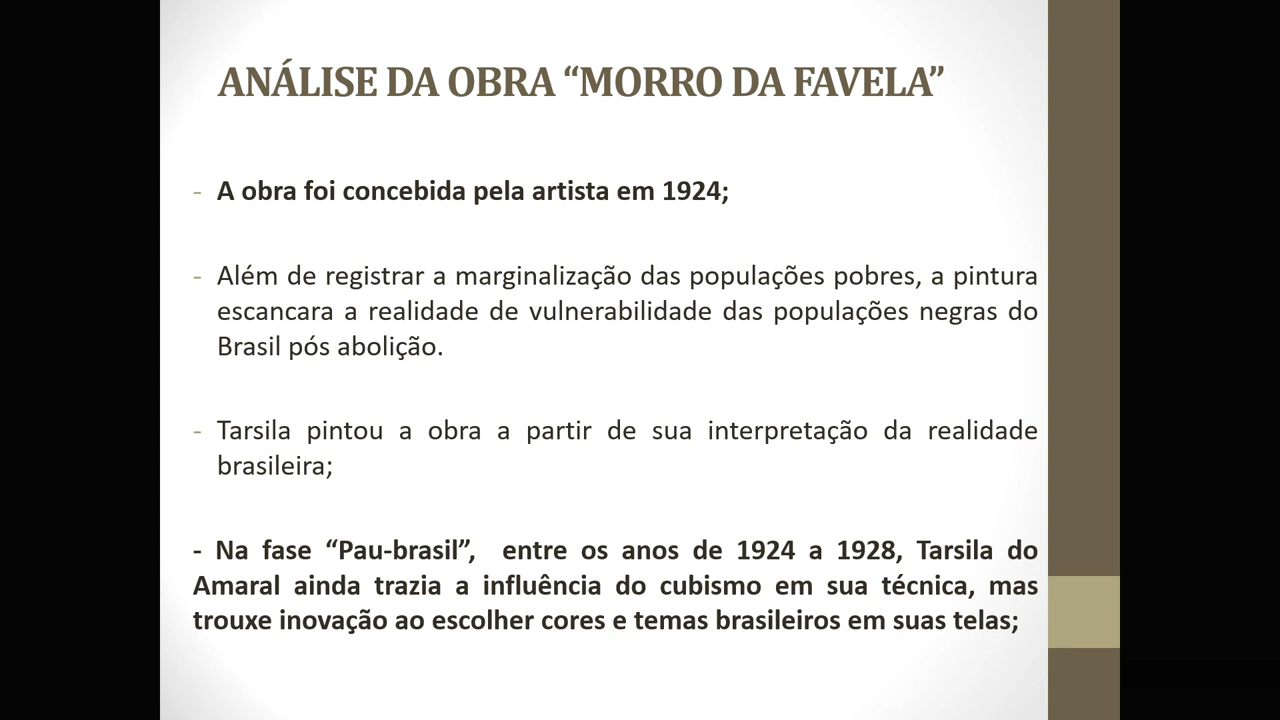 ANÁLISE DA OBRA “MORRO DA FAVELA”
- A obra foi concebida pela artista em 1924;
- Além de registrar a marginalização das populações pobres, a pintura
escancara a realidade de vulnerabilidade das populações negras do
Brasil pós abolição.
- Tarsila pintou a obra a partir de sua interpretação da realidade
brasileira;
- Na fase “Pau-brasil”, entre os anos de 1924 a 1928, Tarsila do
Amaral ainda trazia a influência do cubismo em sua técnica, mas
trouxe inovação ao escolher cores e temas brasileiros em suas telas;